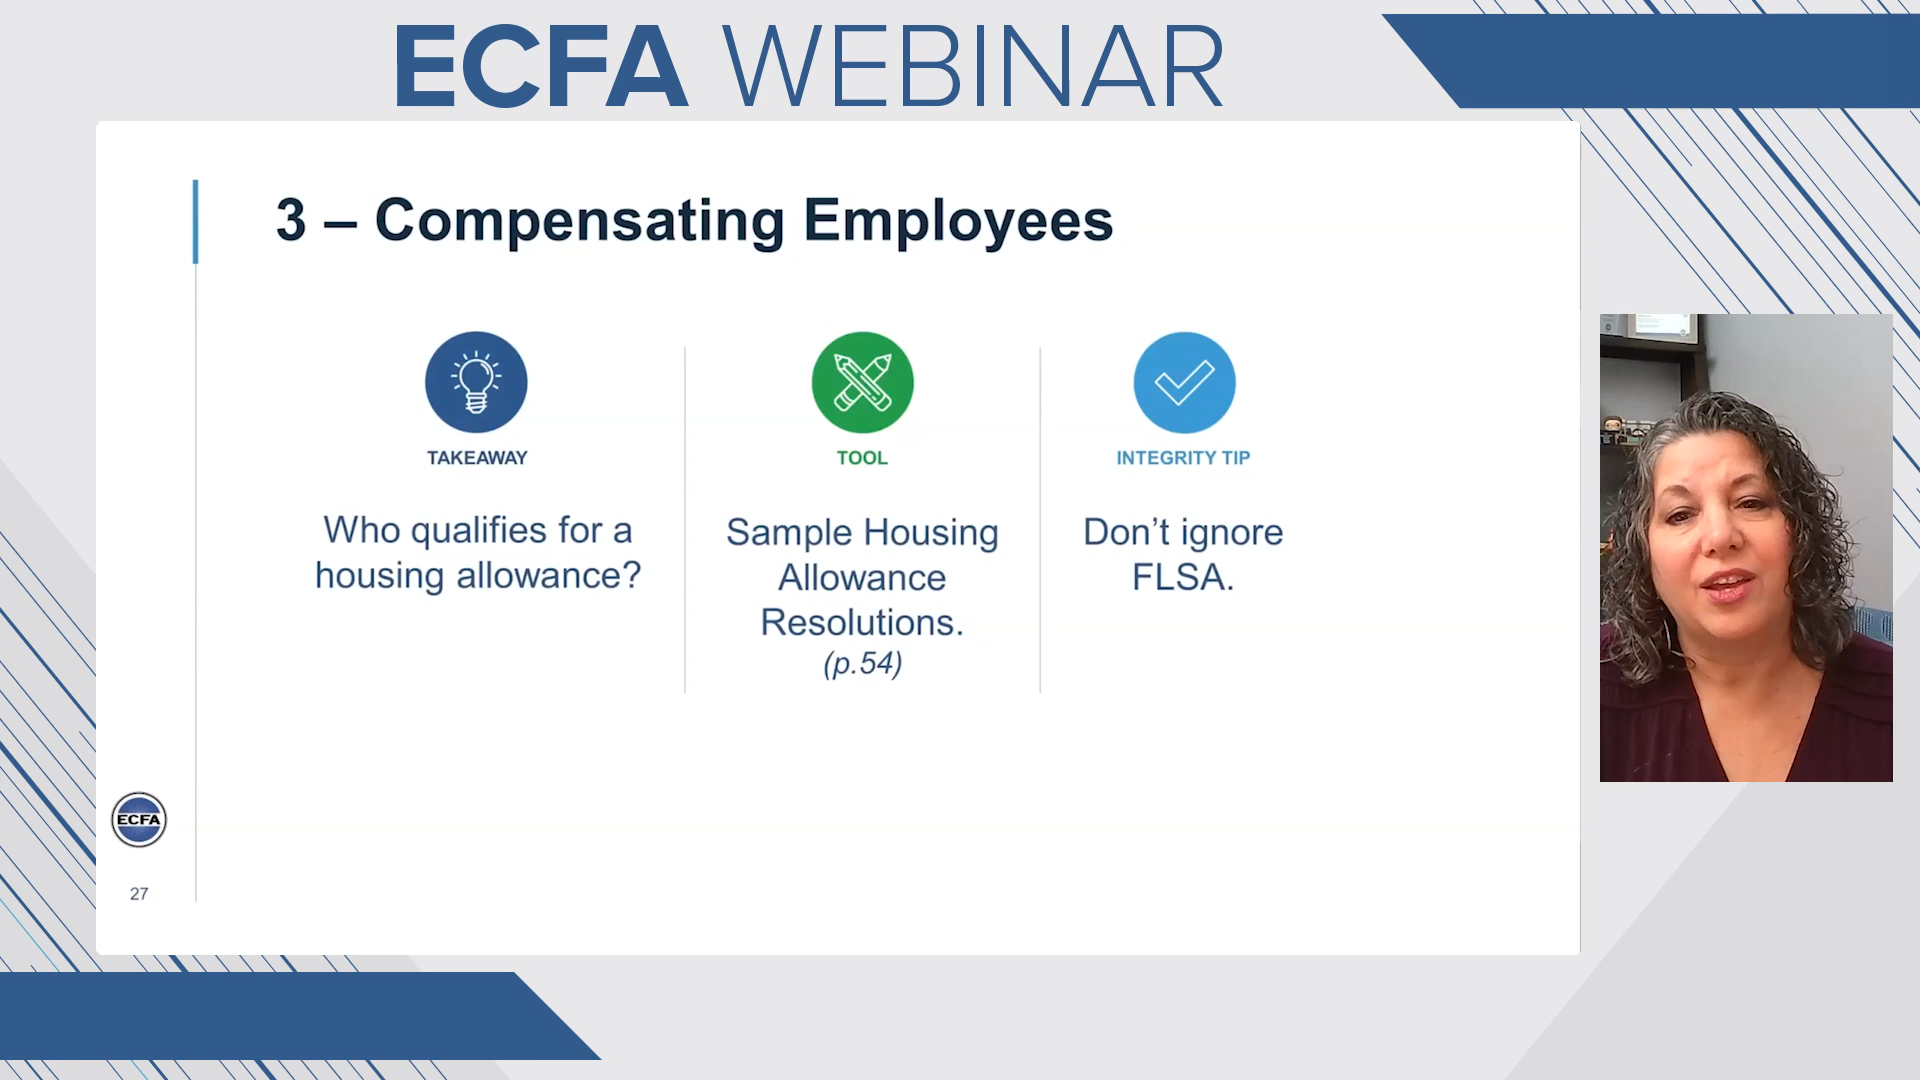 ECFA WEBINAR
3 – Compensating Employees
TAKEAWAY
Who qualifies for a
housing allowance?
TOOL
Sample Housing
Allowance
Resolutions.
(p.54)
INTEGRITY TIP
Don’t ignore
FLSA.
ECFA
27